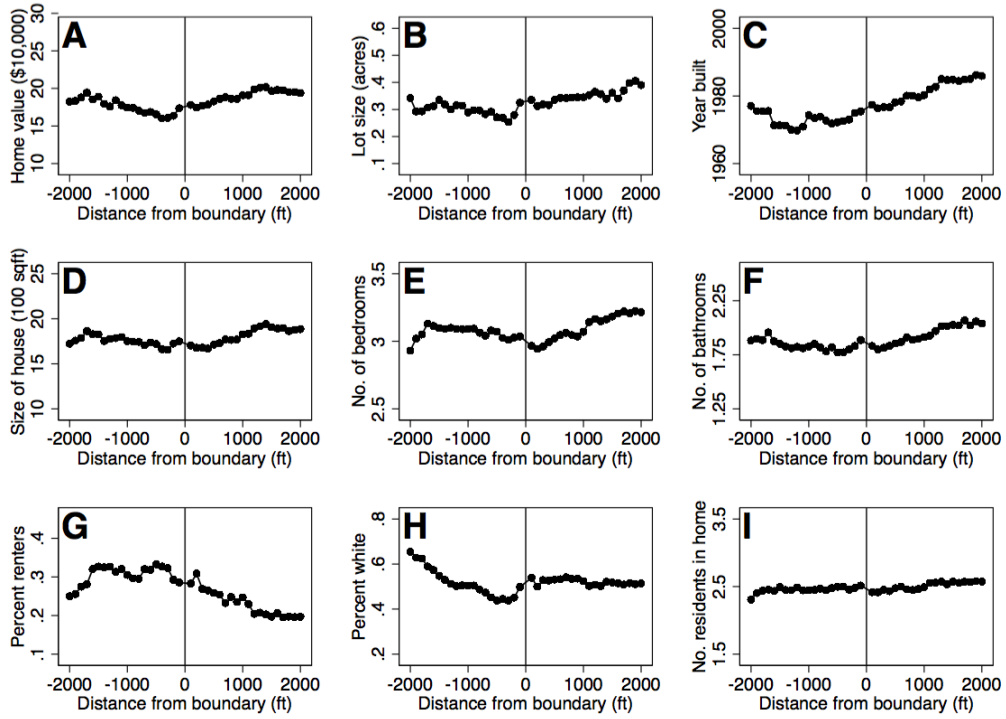 A
Home value ($10,000)
30
25
20
15
10
-2000 -1000 0 1000 2000
Distance from boundary (ft)
B
Lot size (acres)
.6
.5
.4
.3
.2
.1
-2000 -1000 0 1000 2000
Distance from boundary (ft)
C
Year built
2000
1980
1960
-2000 -1000 0 1000 2000
Distance from boundary (ft)
D
Size of house (100 sqft)
25
20
15
10
-2000 -1000 0 1000 2000
Distance from boundary (ft)
E
No. of bedrooms
3.5
3
2.5
-2000 -1000 0 1000 2000
Distance from boundary (ft)
F
No. of bathrooms
2.25
1.75
1.25
-2000 -1000 0 1000 2000
Distance from boundary (ft)
G
Percent renters
.4
.3
.2
.1
-2000 -1000 0 1000 2000
Distance from boundary (ft)
H
Percent white
.8
.6
.4
.2
-2000 -1000 0 1000 2000
Distance from boundary (ft)
I
No. residents in home
3.5
2.5
1.5
-2000 -1000 0 1000 2000
Distance from boundary (ft)